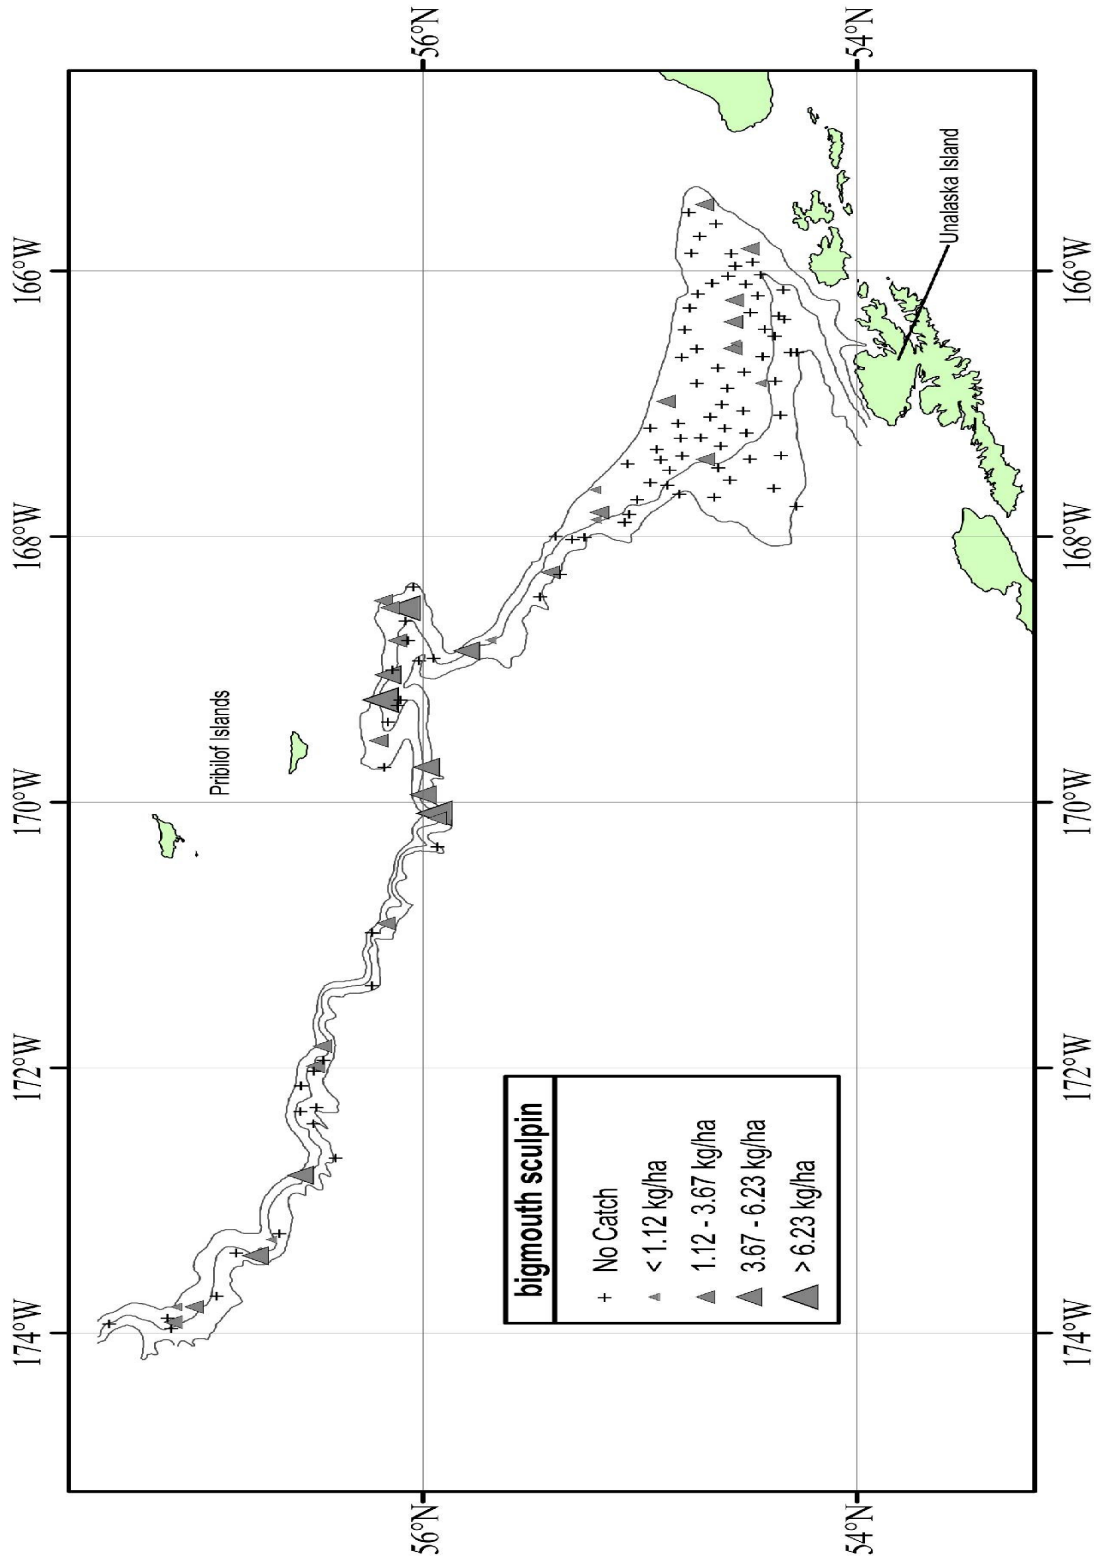 174°W
172°W
170°W
168°W
166°W
56°N
56°N
54°N
54°N
Pribilof Islands
Unalaska Island
bigmouth sculpin
No Catch
< 1.12 kg/ha
1.12 - 3.67 kg/ha
3.67 - 6.23 kg/ha
> 6.23 kg/ha
174°W
172°W
170°W
168°W
166°W